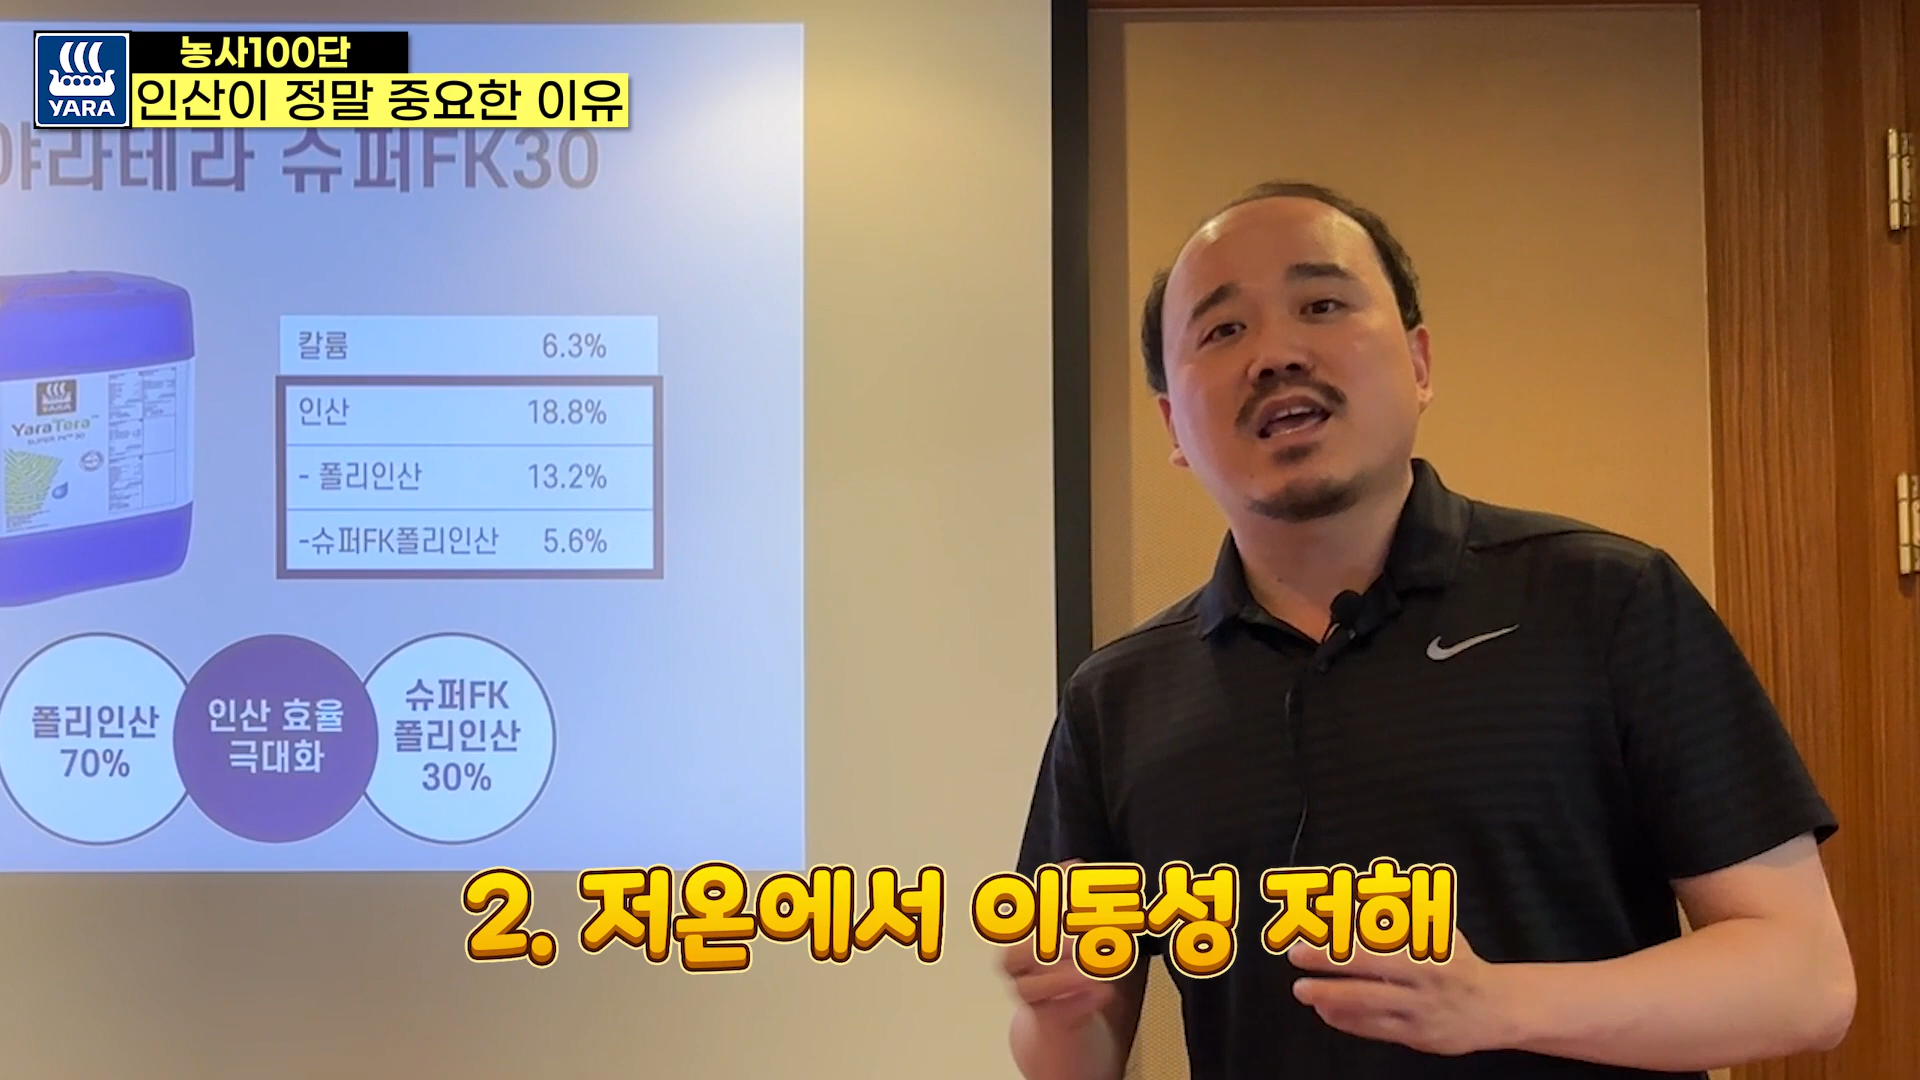 농사100단
YARA
인산이 정말 중요한 이유
야라테라 슈퍼FK30
칼륨 6.3%
인산 18.8%
- 폴리인산 13.2%
-슈퍼FK폴리인산 5.6%
YARA
YaraTera
SUPER FK 30
폴리인산
70%
인산 효율
극대화
슈퍼FK
폴리인산
30%
2. 저온에서 이동성 저해